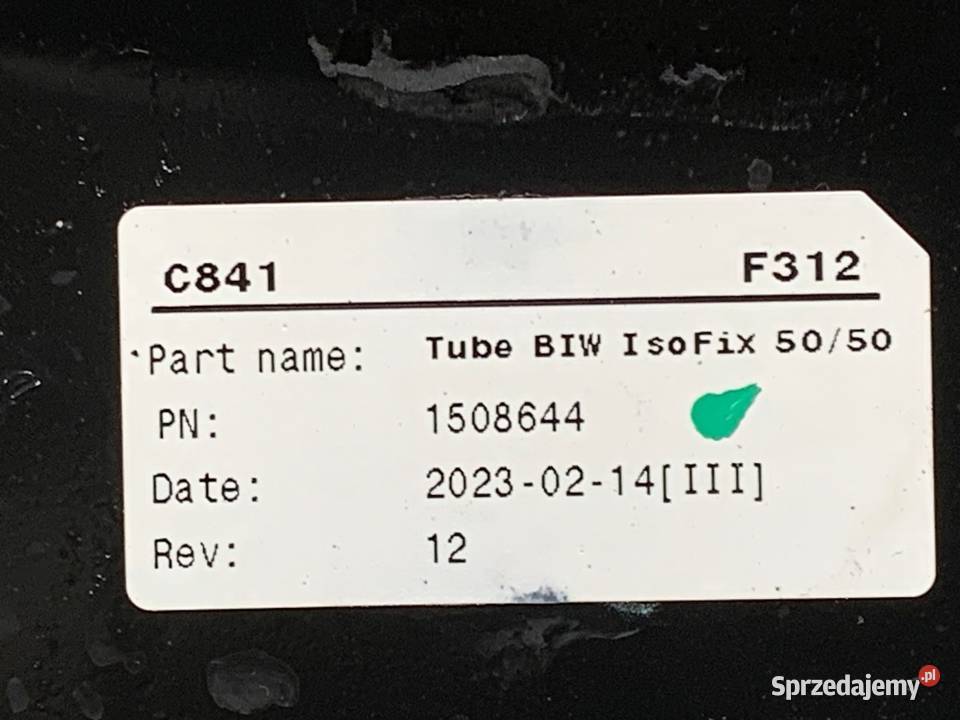 C841 F312
Part name: Tube BIW IsoFix 50/50
PN: 1508644
Date: 2023-02-14[III]
Rev: 12
Sprzedajemy.pl